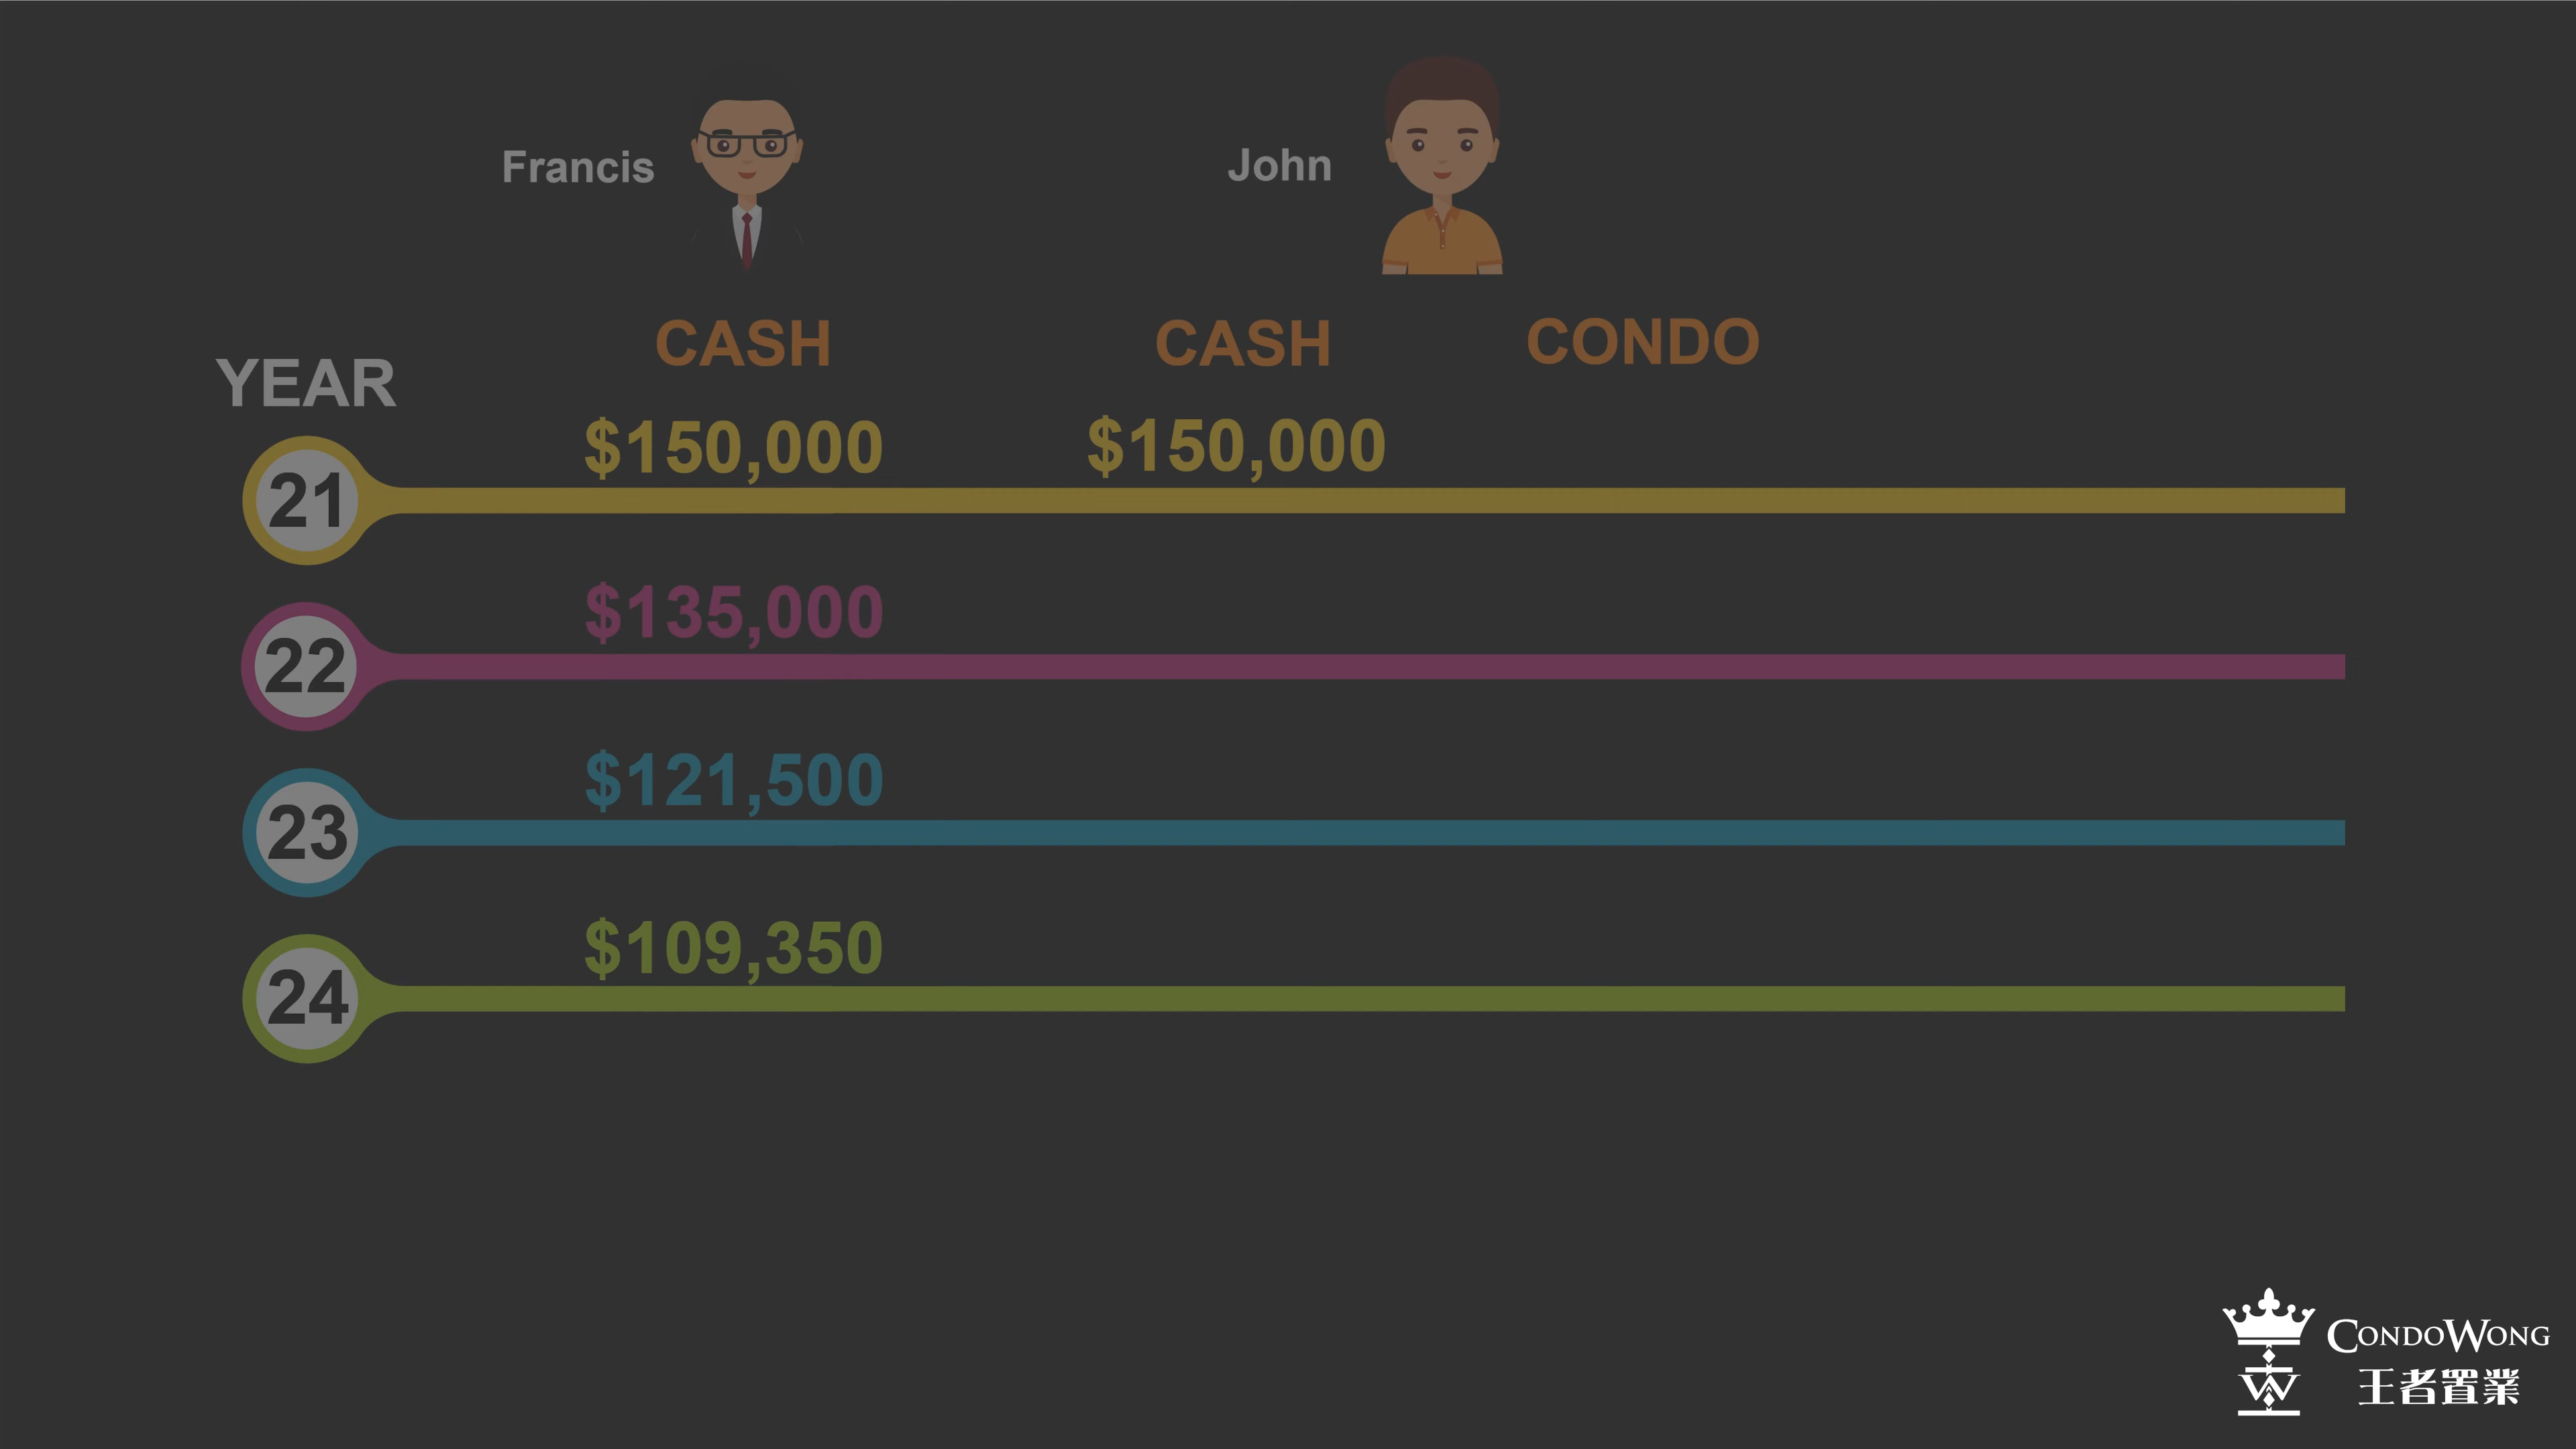 Francis
John
CASH
CASH
CONDO
YEAR
$150,000
$150,000
21
$135,000
22
$121,500
23
$109,350
24
CONDOWONG
W
王者置業